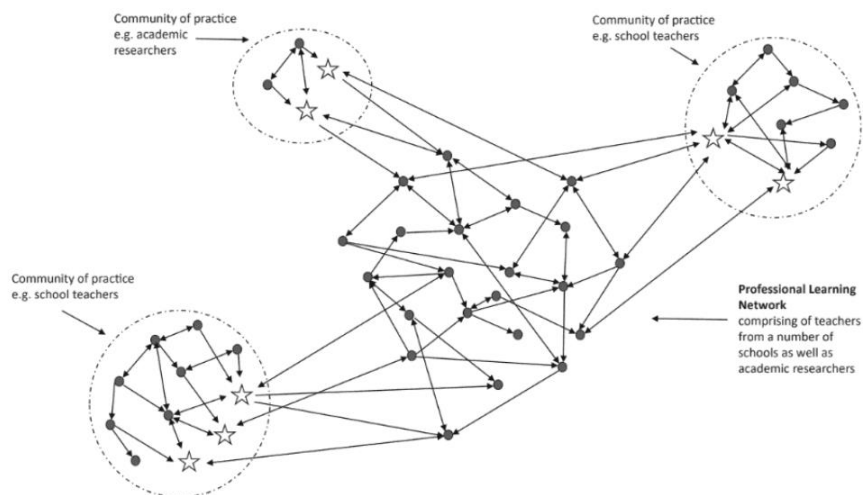 Community of practice
e.g. academic
researchers
Community of practice
e.g. school teachers
Community of practice
e.g. school teachers
Professional Learning
Network
comprising of teachers
from a number of
schools as well as
academic researchers